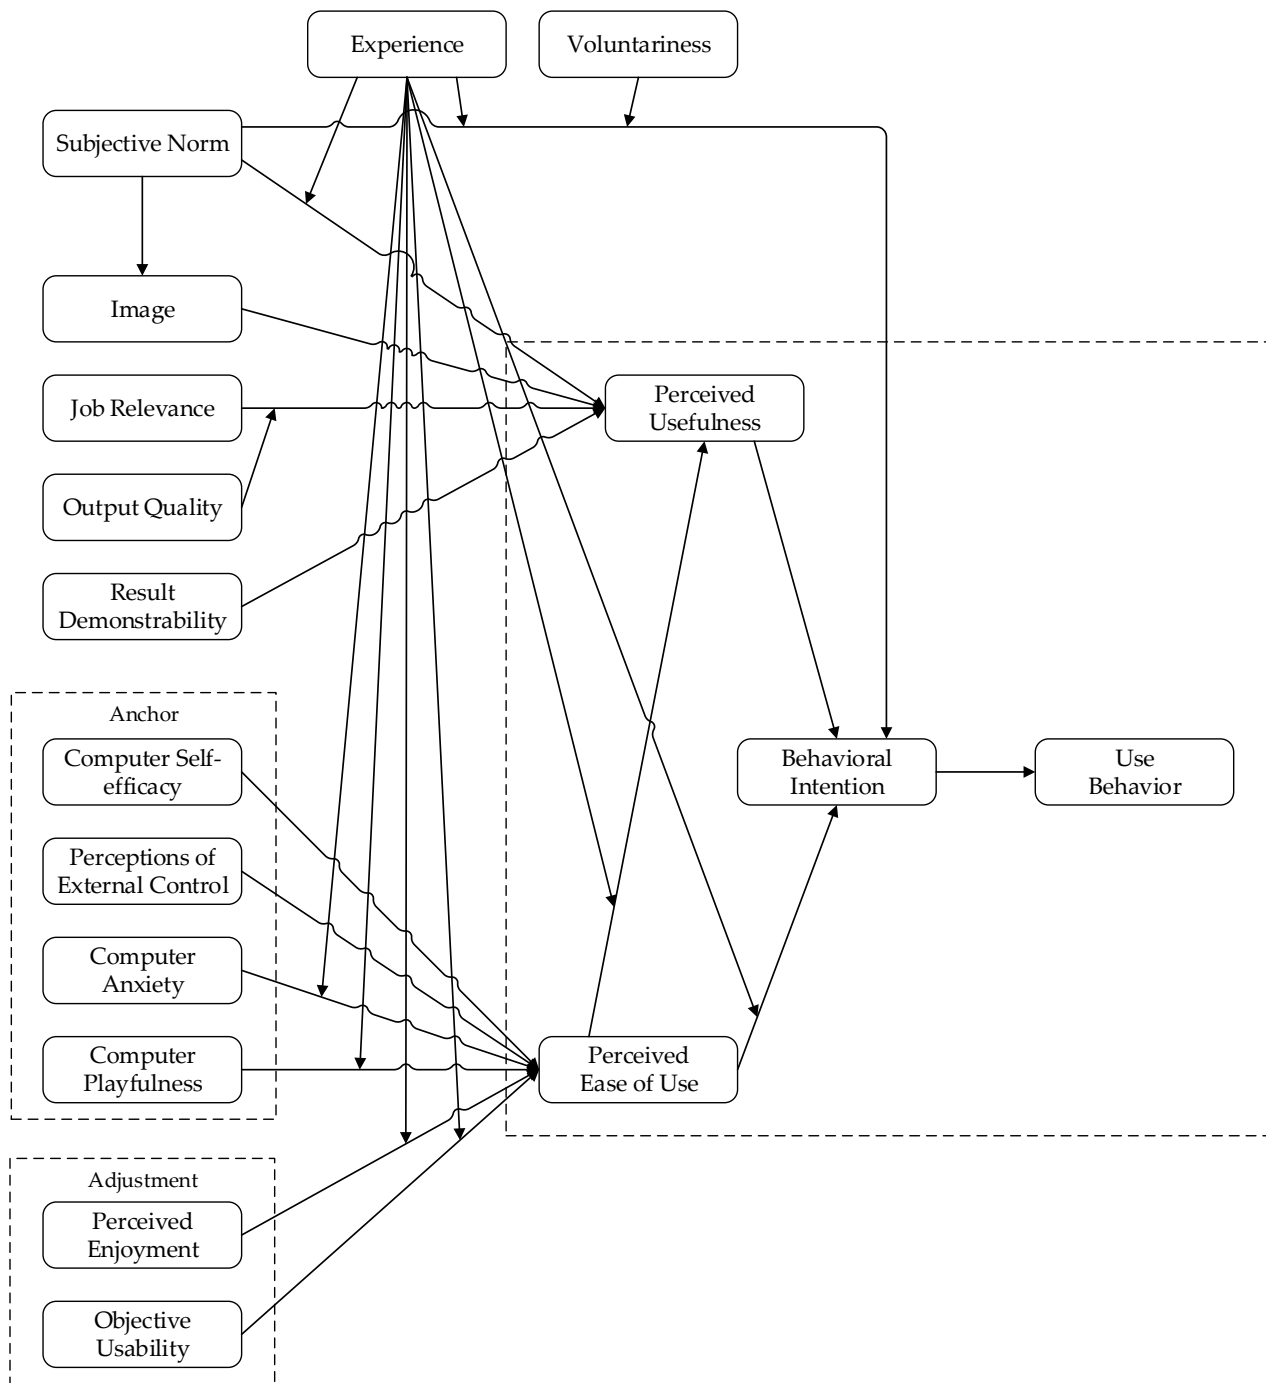 Experience
Voluntariness
Subjective Norm
Image
Job Relevance
Perceived
Usefulness
Output Quality
Result
Demonstrability
Anchor
Computer Self-
efficacy
Behavioral
Intention
Use
Behavior
Perceptions of
External Control
Computer
Anxiety
Computer
Playfulness
Perceived
Ease of Use
Adjustment
Perceived
Enjoyment
Objective
Usability